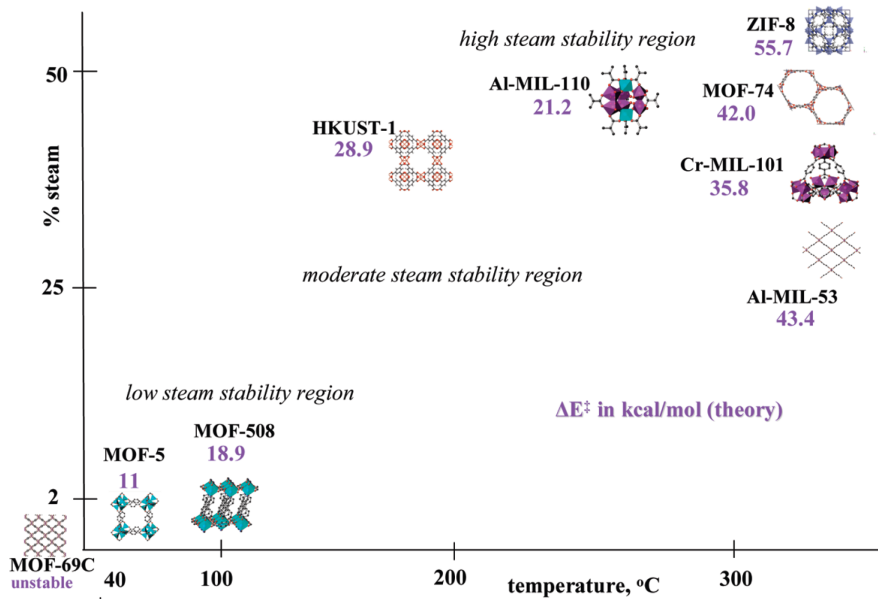 ZIF-8
55.7
high steam stability region
50
Al-MIL-110
21.2
MOF-74
42.0
HKUST-1
28.9
Cr-MIL-101
35.8
% steam
moderate steam stability region
25
Al-MIL-53
43.4
low steam stability region
ΔE‡ in kcal/mol (theory)
MOF-508
18.9
MOF-5
11
2
MOF-69C
unstable
40
100
200
300
temperature, °C